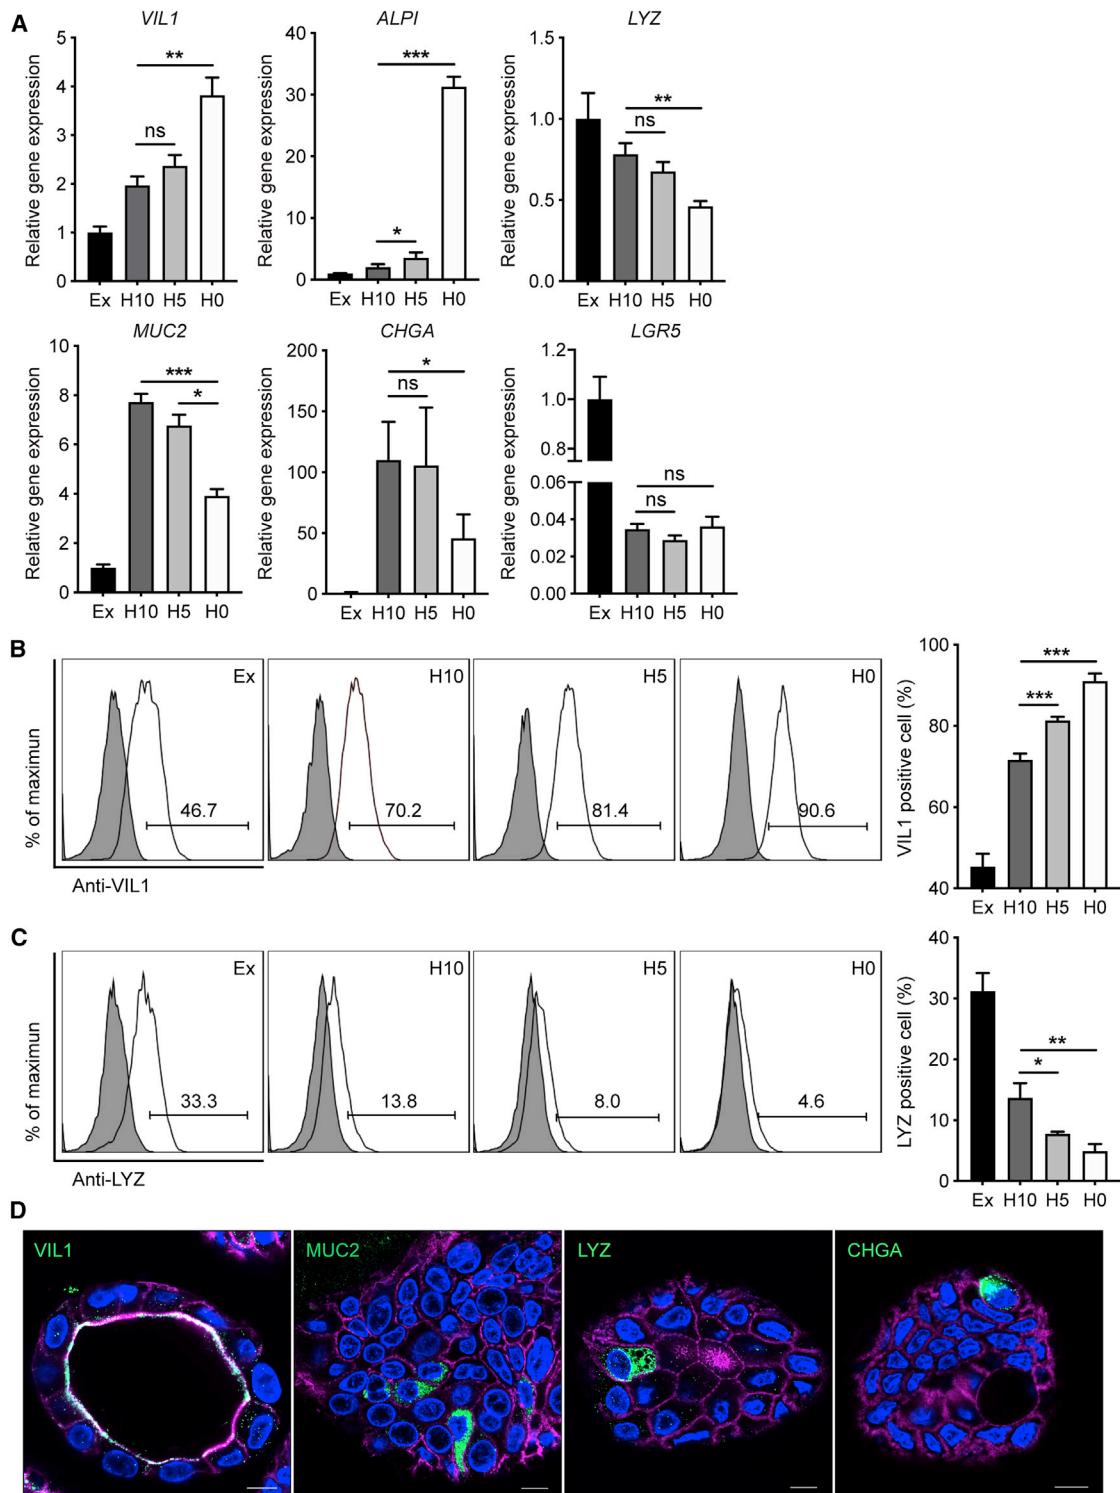 A
VIL1
Relative gene expression
5
4
3
2
1
0
**
ns
Ex H10 H5 H0
ALPI
Relative gene expression
40
30
20
10
0
***
*
Ex H10 H5 H0
LYZ
Relative gene expression
1.5
1.0
0.5
0.0
**
ns
Ex H10 H5 H0
MUC2
Relative gene expression
10
8
6
4
2
0
***
*
Ex H10 H5 H0
CHGA
Relative gene expression
200
150
100
50
0
*
ns
Ex H10 H5 H0
LGR5
Relative gene expression
1.2
1.0
0.8
0.06
0.04
0.02
0.00
ns
ns
Ex H10 H5 H0
B
% of maximun
Ex
46.7
H10
70.2
H5
81.4
H0
90.6
Anti-VIL1
VIL1 positive cell (%)
100
80
60
40
***
***
Ex H10 H5 H0
C
% of maximun
Ex
33.3
H10
13.8
H5
8.0
H0
4.6
Anti-LYZ
LYZ positive cell (%)
40
30
20
10
0
**
*
Ex H10 H5 H0
D
VIL1
MUC2
LYZ
CHGA